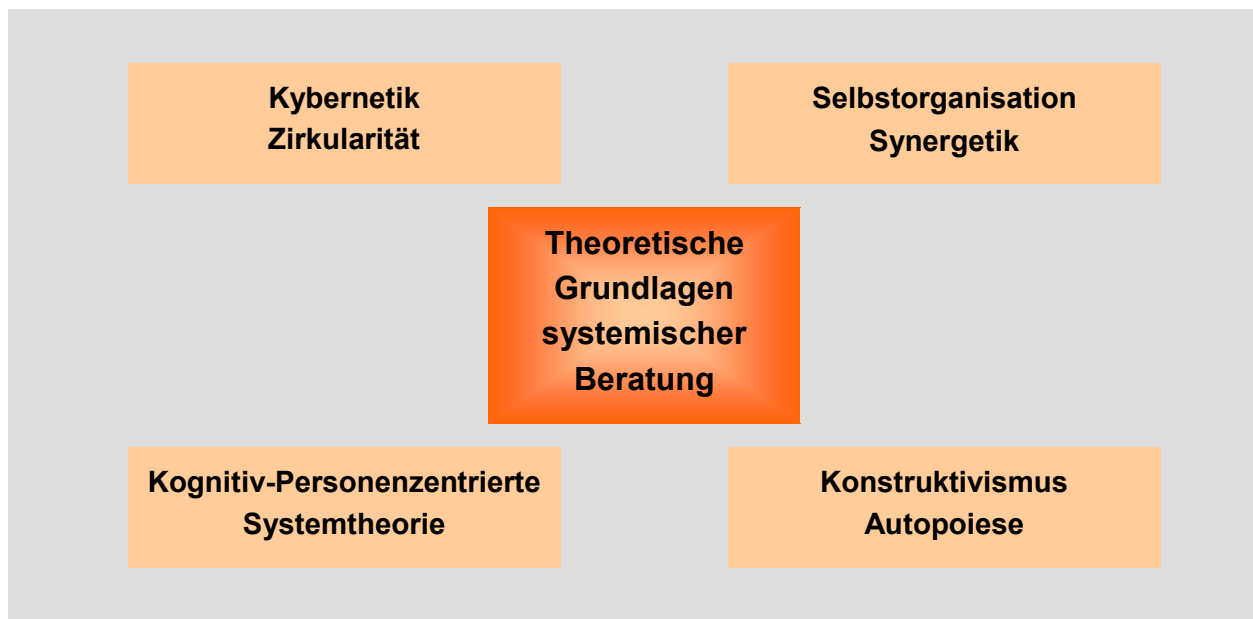 Kybernetik
Zirkularität
Selbstorganisation
Synergetik
Theoretische
Grundlagen
systemischer
Beratung
Kognitiv-Personenzentrierte
Systemtheorie
Konstruktivismus
Autopoiese